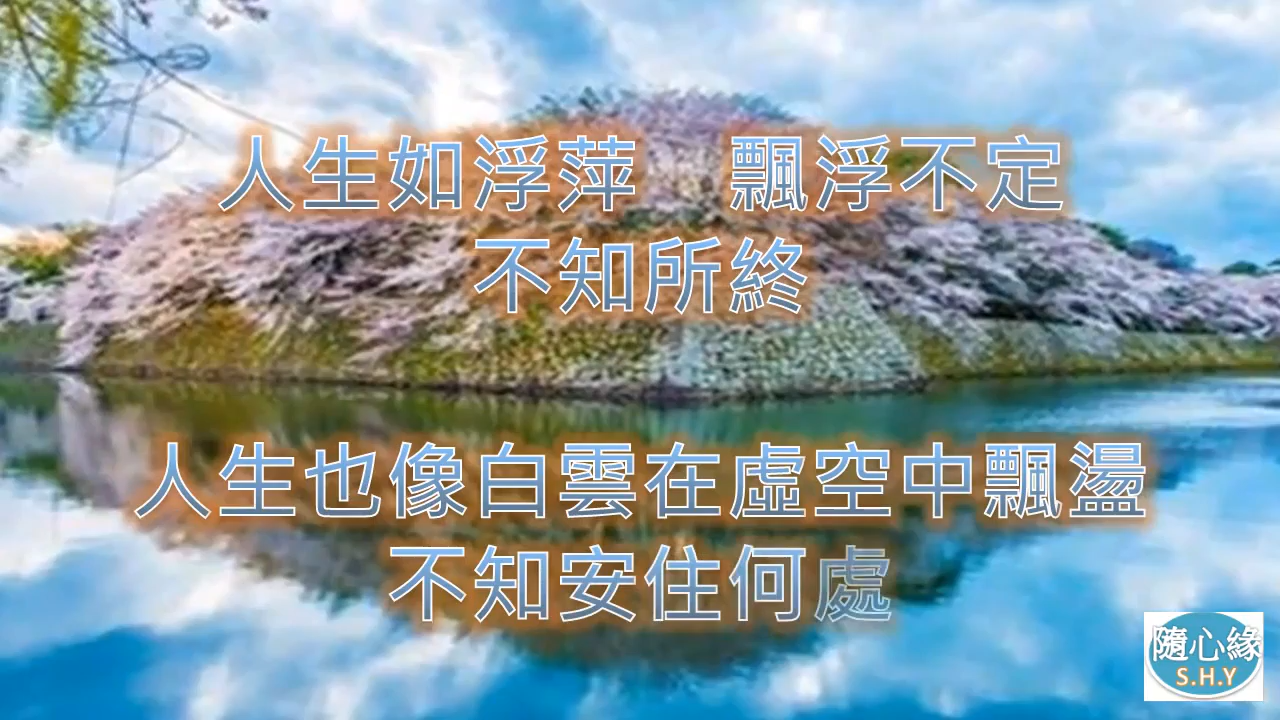 人生如浮萍　飄浮不定
不知所終
人生也像白雲在虛空中飄盪
不知安住何處
隨心緣
S.H.Y